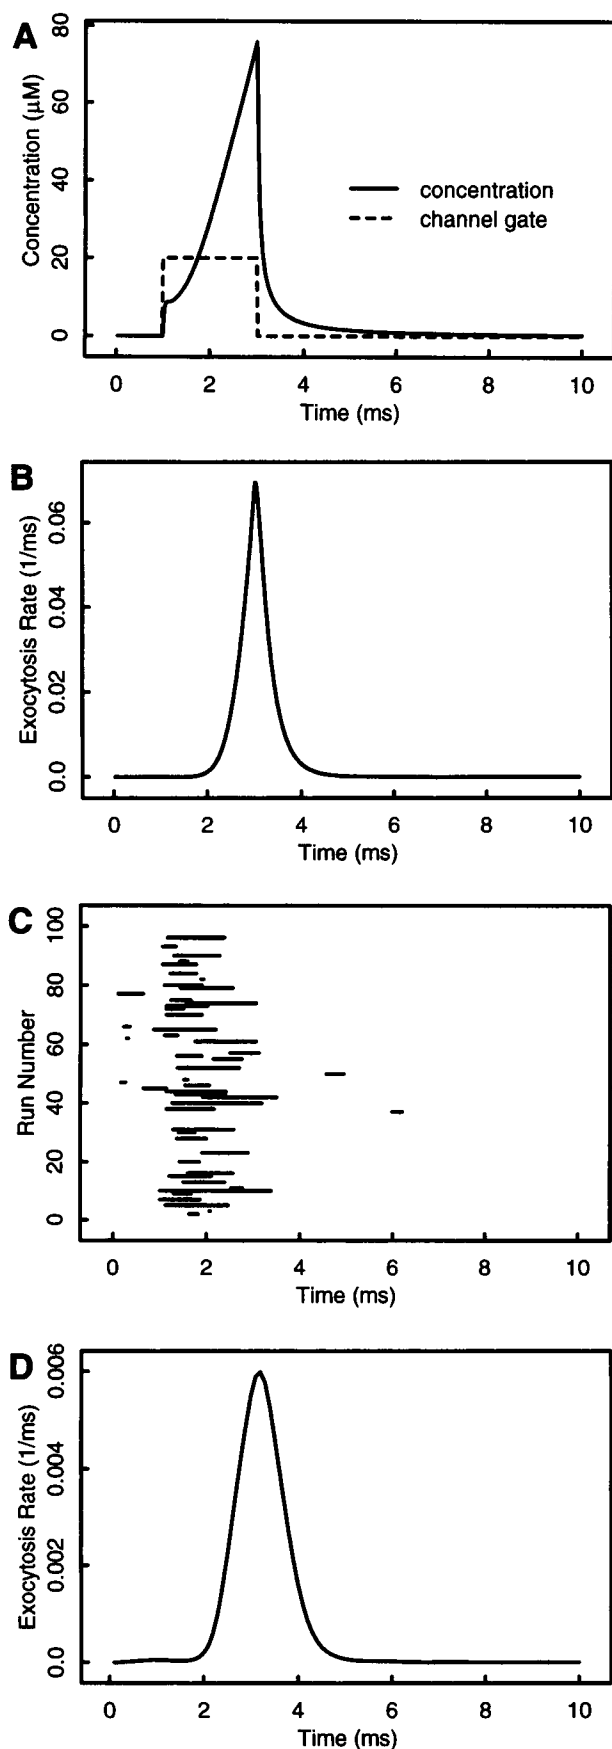 A
Concentration (μM)
0 20 40 60 80
concentration
channel gate
0 2 4 6 8 10
Time (ms)
B
Exocytosis Rate (1/ms)
0.0 0.02 0.04 0.06
0 2 4 6 8 10
Time (ms)
C
Run Number
0 20 40 60 80 100
0 2 4 6 8 10
Time (ms)
D
Exocytosis Rate (1/ms)
0.0 0.002 0.004 0.006
0 2 4 6 8 10
Time (ms)